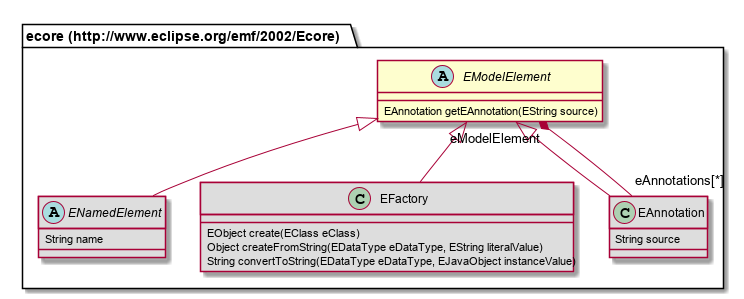 ecore (http://www.eclipse.org/emf/2002/Ecore)
A EModelElement
EAnnotation getEAnnotation(EString source)
eModelElement
eAnnotations[*]
A ENamedElement
String name
C EFactory
EObject create(EClass eClass)
Object createFromString(EDataType eDataType, EString literalValue)
String convertToString(EDataType eDataType, EJavaObject instanceValue)
C EAnnotation
String source